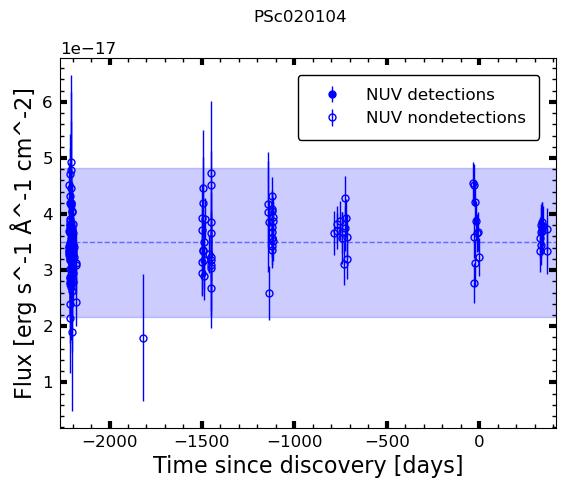 PSc020104
1e−17
Flux [erg s^-1 Å^-1 cm^-2]
6
5
4
3
2
1
NUV detections
NUV nondetections
−2000
−1500
−1000
−500
0
Time since discovery [days]